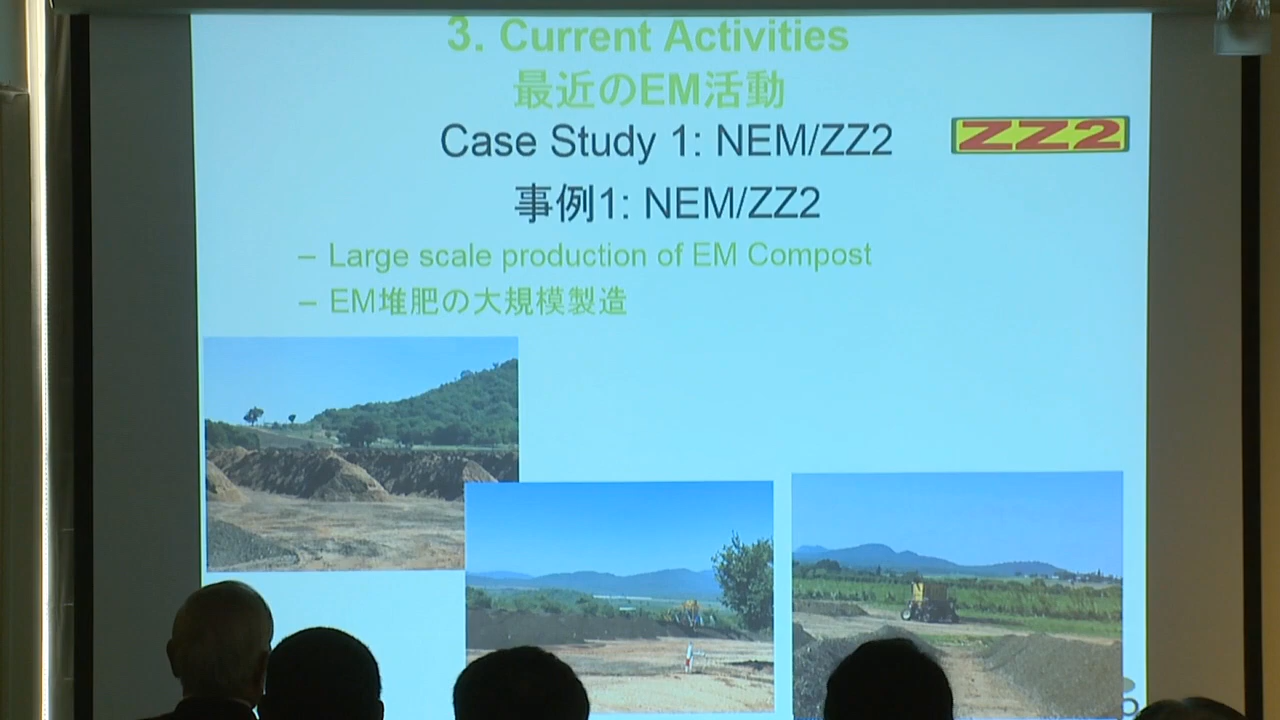 3. Current Activities
最近のEM活動
Case Study 1: NEM/ZZ2
ZZ2
事例1: NEM/ZZ2
– Large scale production of EM Compost
– EM堆肥の大規模製造